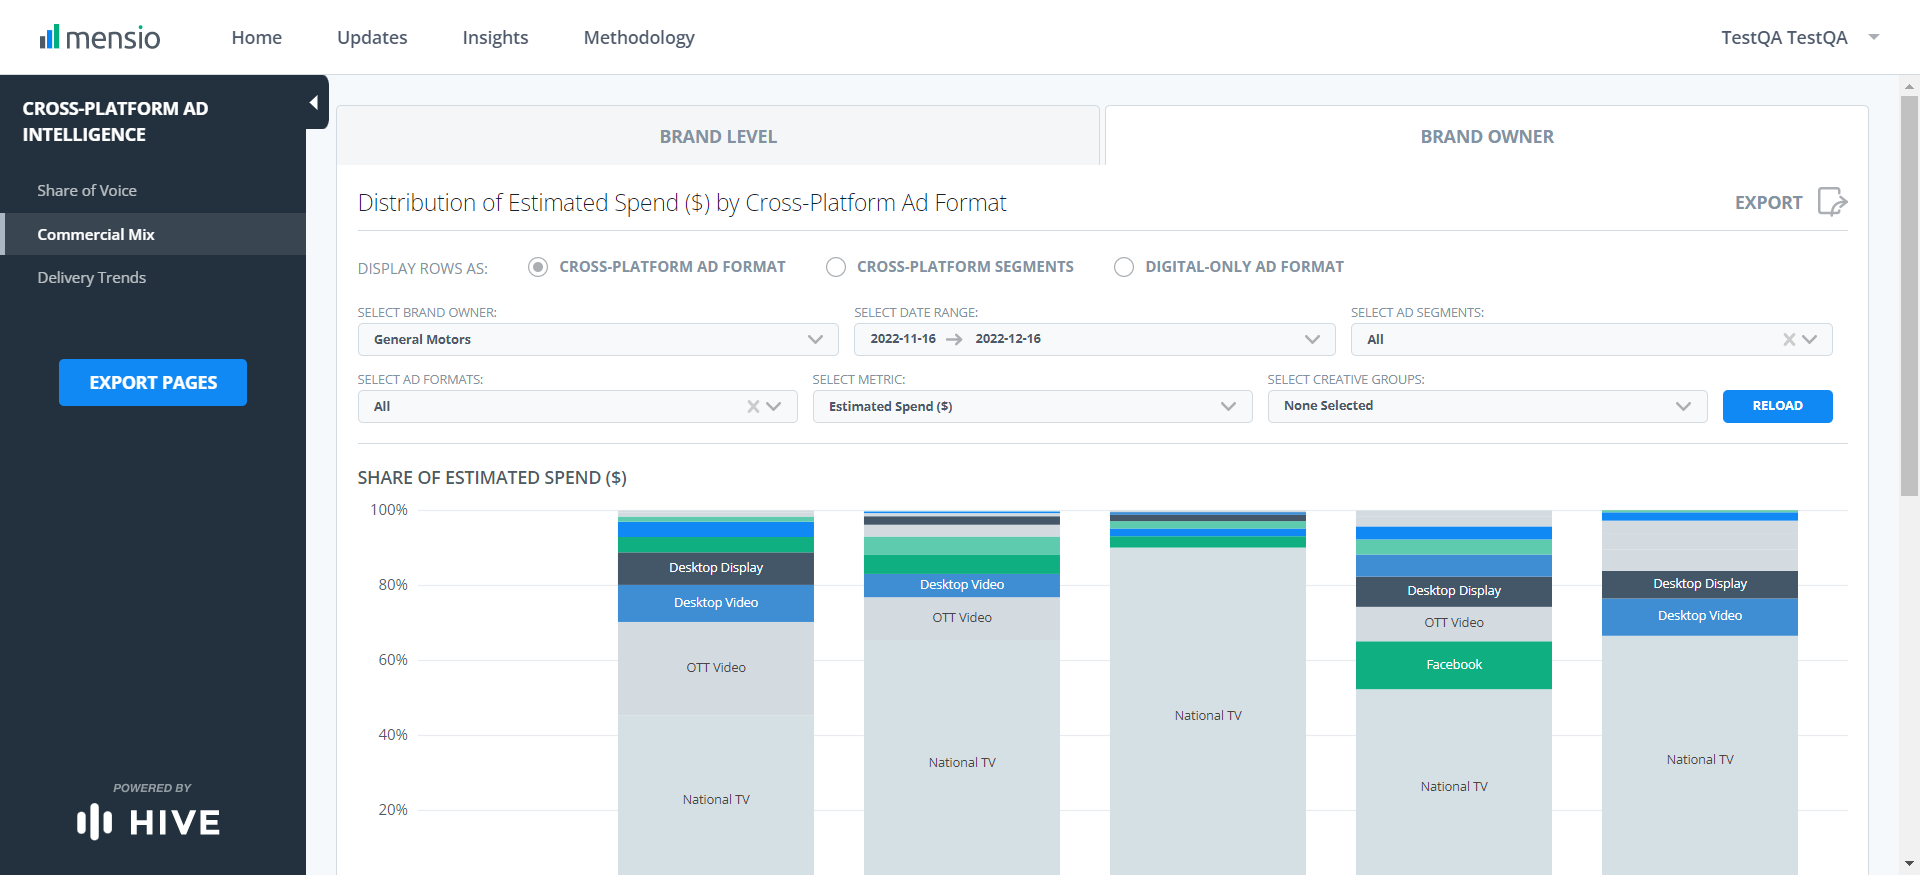 mensio
Home
Updates
Insights
Methodology
TestQA TestQA
CROSS-PLATFORM AD
INTELLIGENCE
Share of Voice
Commercial Mix
Delivery Trends
EXPORT PAGES
POWERED BY
HIVE
BRAND LEVEL
BRAND OWNER
Distribution of Estimated Spend ($) by Cross-Platform Ad Format
EXPORT
DISPLAY ROWS AS:
CROSS-PLATFORM AD FORMAT
CROSS-PLATFORM SEGMENTS
DIGITAL-ONLY AD FORMAT
SELECT BRAND OWNER:
General Motors
SELECT DATE RANGE:
2022-11-16 → 2022-12-16
SELECT AD SEGMENTS:
All
SELECT AD FORMATS:
All
SELECT METRIC:
Estimated Spend ($)
SELECT CREATIVE GROUPS:
None Selected
RELOAD
SHARE OF ESTIMATED SPEND ($)
100%
80%
60%
40%
20%
Desktop Display
Desktop Video
OTT Video
National TV
Desktop Video
OTT Video
National TV
National TV
Desktop Display
OTT Video
Facebook
National TV
Desktop Display
Desktop Video
National TV